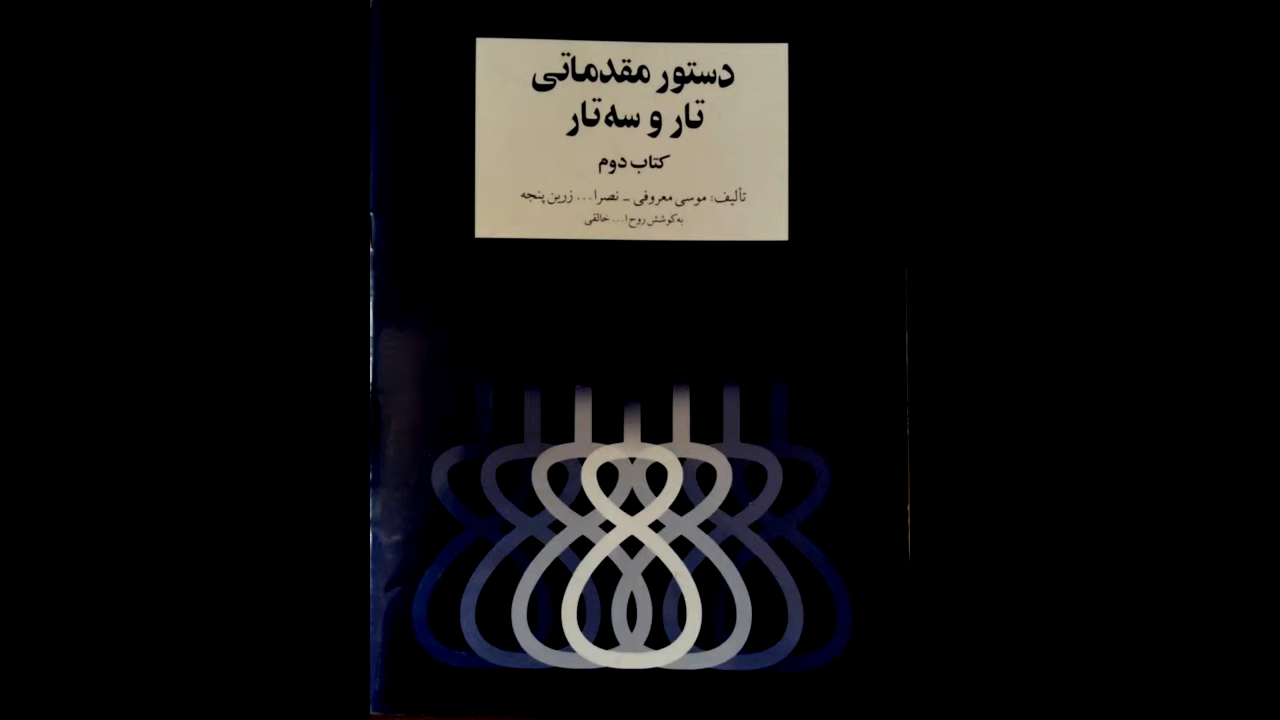 دستور مقدماتی
تار و سه‌تار
کتاب دوم
تألیف: موسی معروفی ـ نصرا... زرین پنجه
به‌کوشش روح ا... خالقی